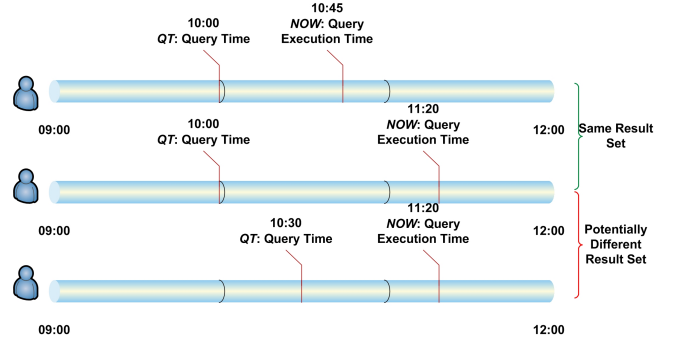 10:00
QT: Query Time
10:45
NOW: Query
Execution Time
09:00
12:00
10:00
QT: Query Time
11:20
NOW: Query
Execution Time
Same Result
Set
09:00
12:00
10:30
QT: Query Time
11:20
NOW: Query
Execution Time
Potentially
Different
Result Set
09:00
12:00